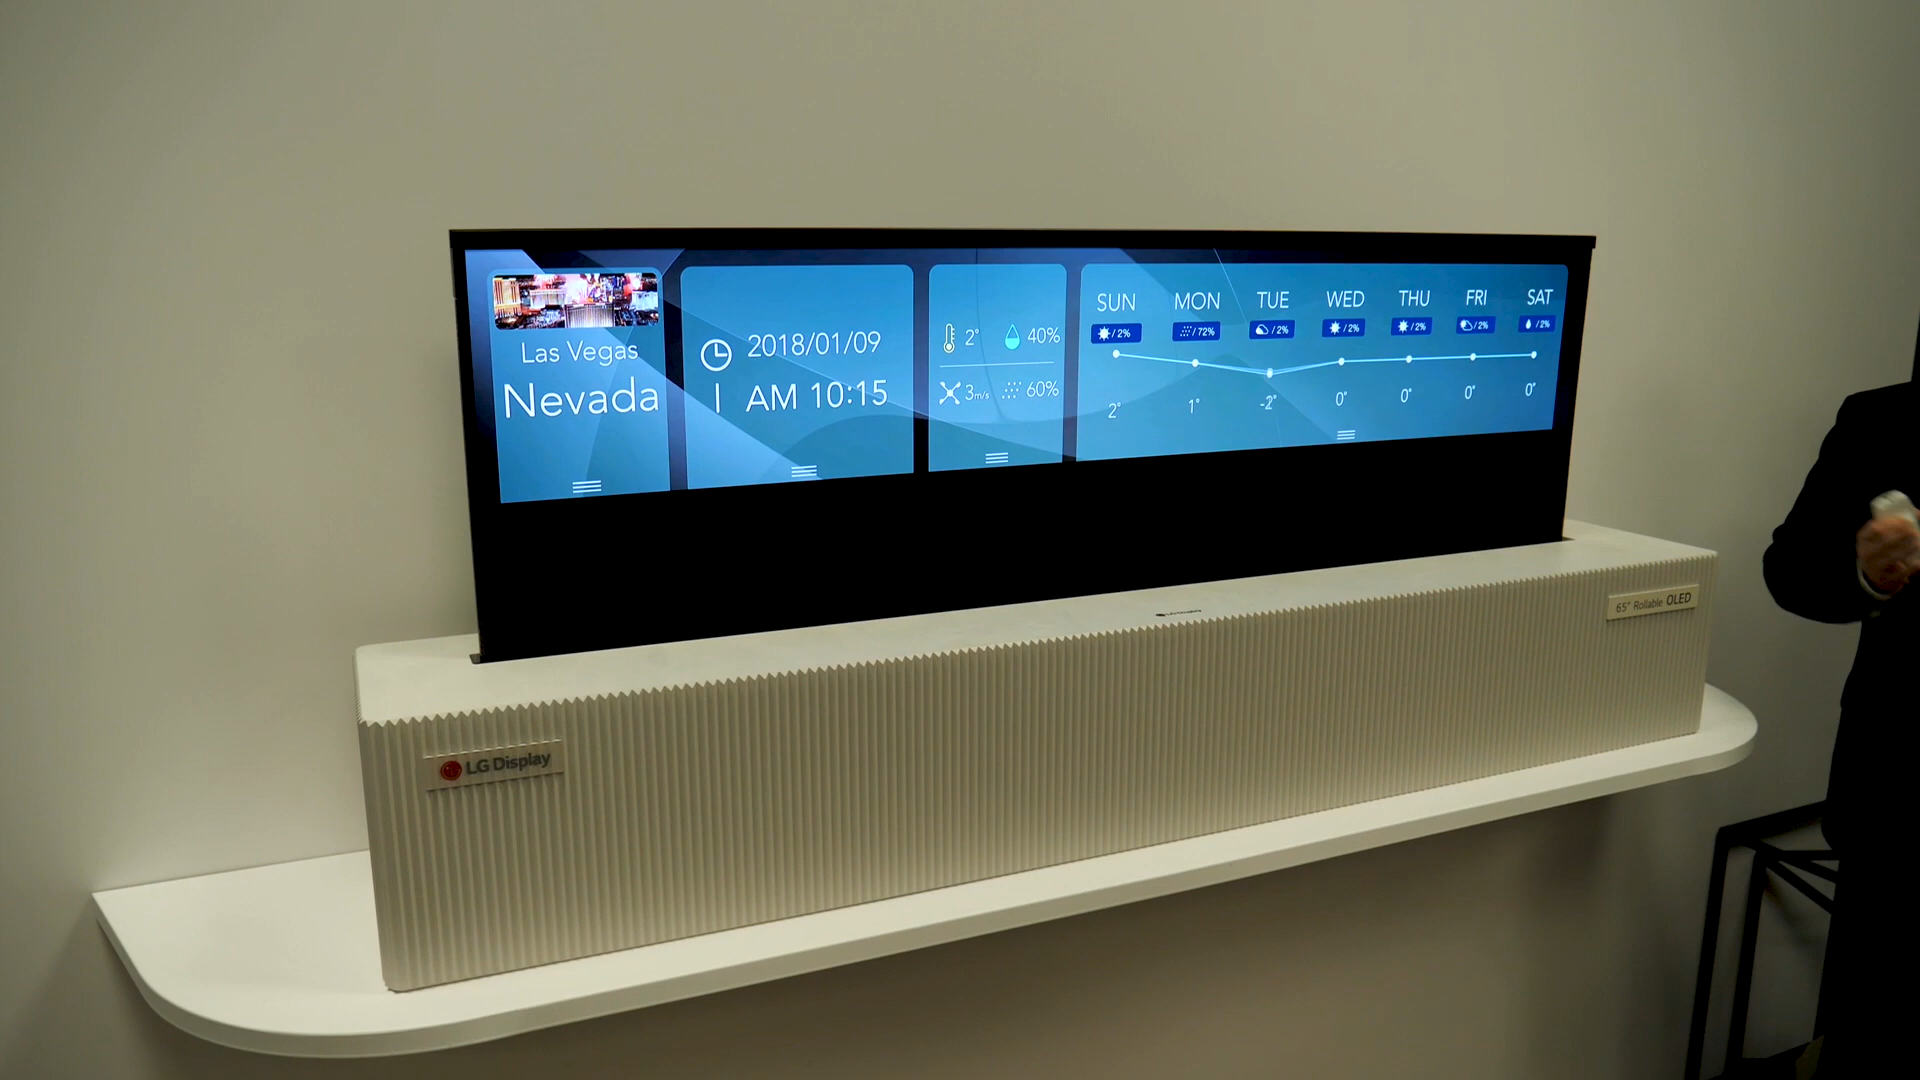 Las Vegas
Nevada
2018/01/09
AM 10:15
2° 40%
3m/s 60%
SUN MON TUE WED THU FRI SAT
/ 2% / 72% / 2% / 2% / 2% / 2% / 2%
2° 1° -2° 0° 0° 0° 0°
LG Display
65" Rollable OLED
LG Display